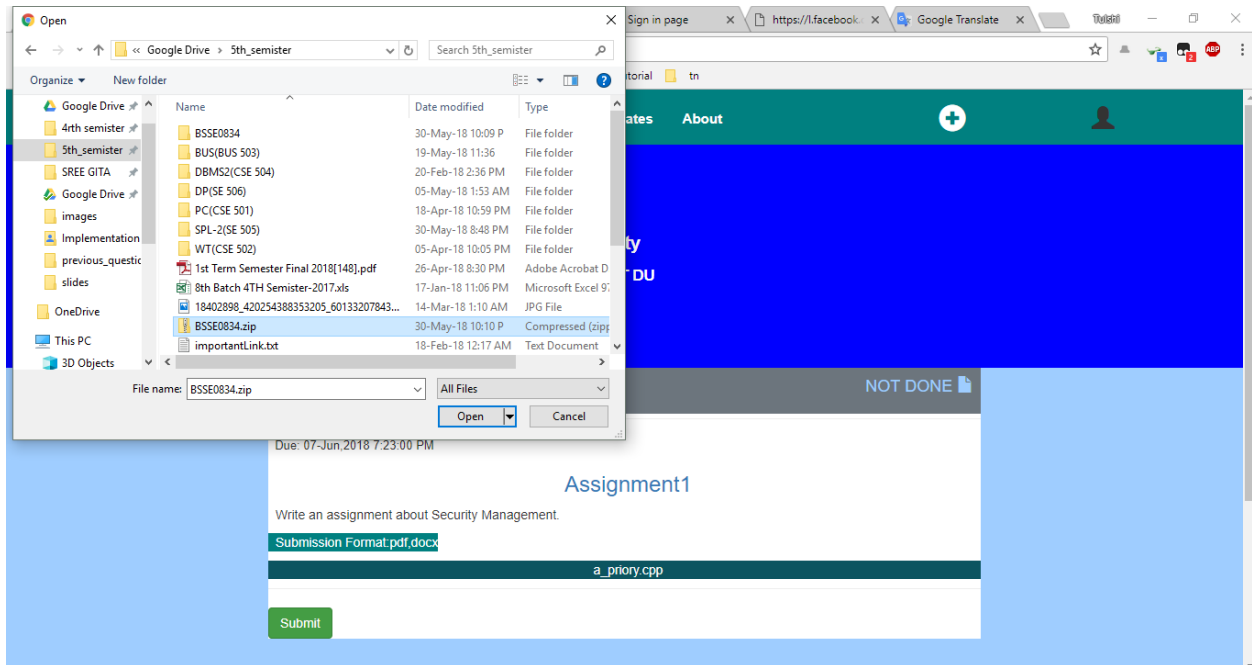 Open
Sign in page
https://l.facebook.
Google Translate
Tulshi
« Google Drive › 5th_semister
Search 5th_semister
ABP
Organize
New folder
torial
tn
Google Drive
4rth semister
5th_semister
SREE GITA
Google Drive
images
Implementation
previous_questic
slides
OneDrive
This PC
3D Objects
Name Date modified Type
BSSE0834 30-May-18 10:09 P File folder
BUS(BUS 503) 19-May-18 11:36 File folder
DBMS2(CSE 504) 20-Feb-18 2:36 PM File folder
DP(SE 506) 05-May-18 1:53 AM File folder
PC(CSE 501) 18-Apr-18 10:59 PM File folder
SPL-2(SE 505) 30-May-18 8:48 PM File folder
WT(CSE 502) 05-Apr-18 10:05 PM File folder
1st Term Semester Final 2018[148].pdf 26-Apr-18 8:30 PM Adobe Acrobat D
8th Batch 4TH Semister-2017.xls 17-Jan-18 11:06 PM Microsoft Excel 97
18402898_420254388353205_60133207843... 14-Mar-18 1:10 AM JPG File
BSSE0834.zip 30-May-18 10:10 P Compressed (zipp
importantLink.txt 18-Feb-18 12:17 AM Text Document
File name: BSSE0834.zip
All Files
Open
Cancel
ates
About
ty
DU
NOT DONE
Due: 07-Jun,2018 7:23:00 PM
Assignment1
Write an assignment about Security Management.
Submission Format:pdf,docx
a_priory.cpp
Submit